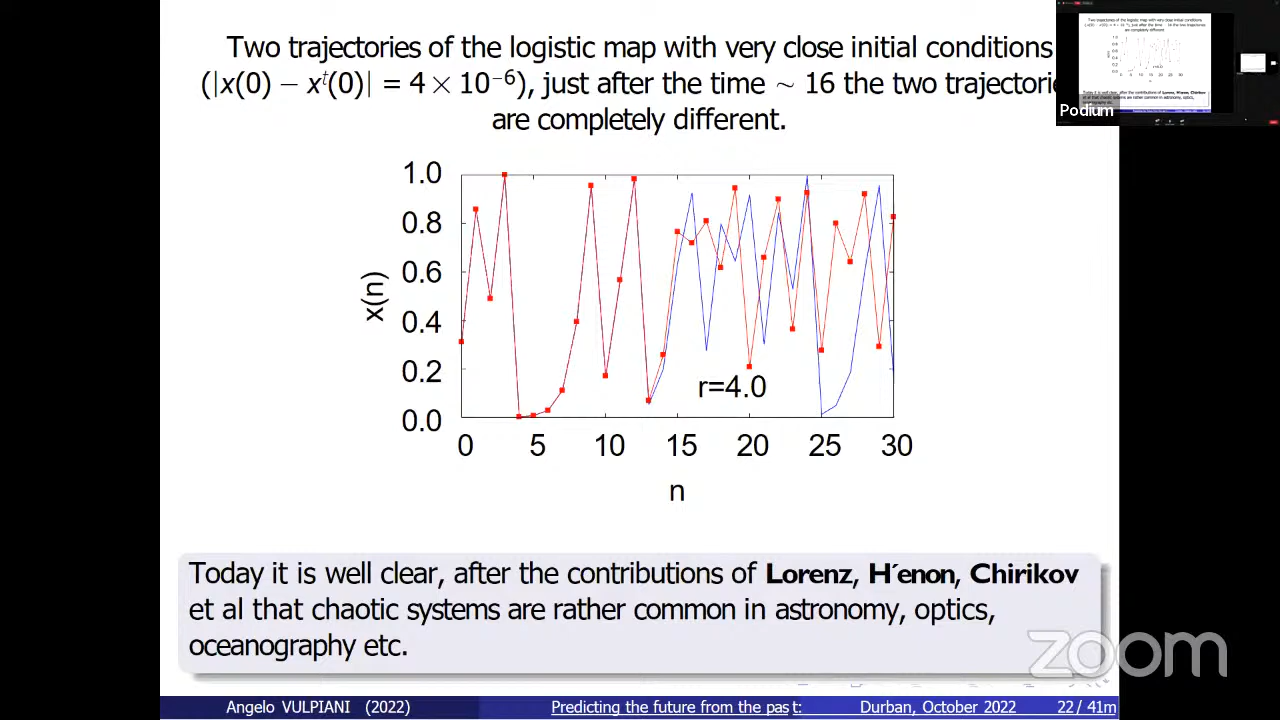 Two trajectories of the logistic map with very close initial conditions
(|x(0) − x′(0)| = 4 × 10⁻⁶), just after the time ∼ 16 the two trajectorie
are completely different.
Podium
1.0
0.8
0.6
0.4
0.2
0.0
x(n)
r=4.0
0 5 10 15 20 25 30
n
Today it is well clear, after the contributions of Lorenz, H´enon, Chirikov
et al that chaotic systems are rather common in astronomy, optics,
oceanography etc.
zoom
Angelo VULPIANI (2022) Predicting the future from the pas t: Durban, October 2022 22 / 41m